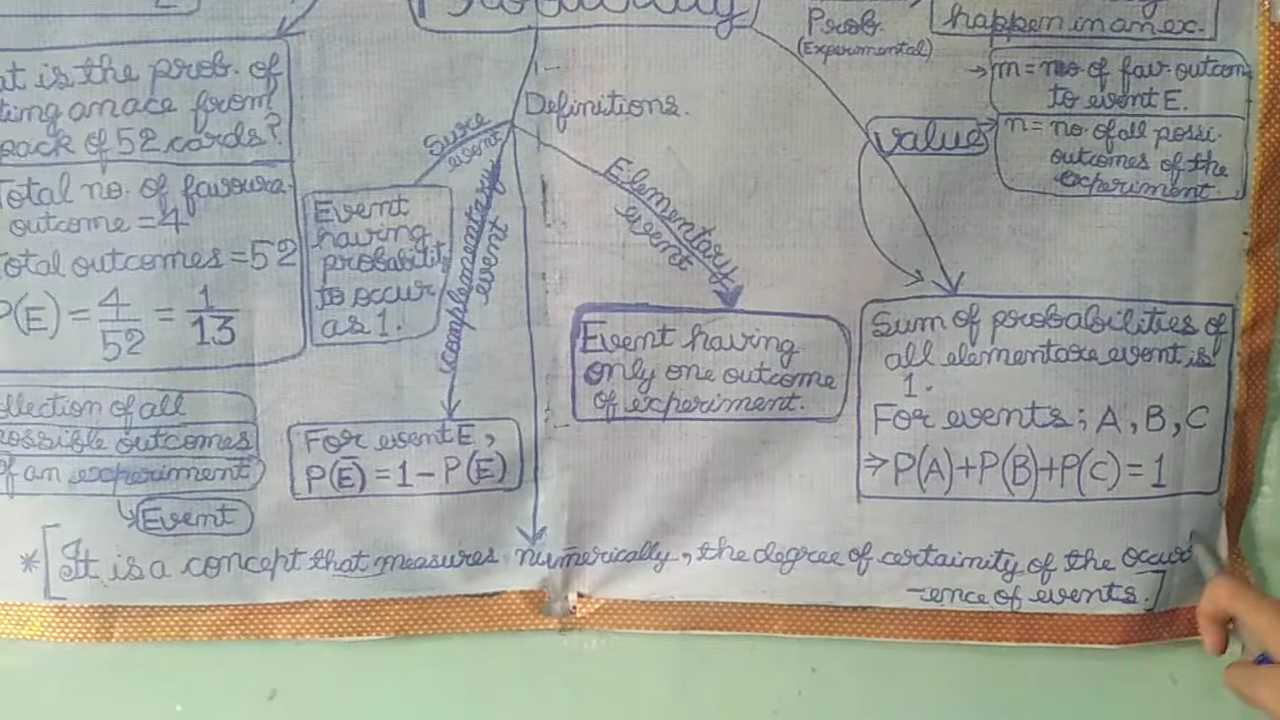 Probability
Prob.
(Experimental)
happen in an ex.
→ m = no. of fav. outcom
to event E.
n = no. of all possi.
outcomes of the
experiment.
value
at is the prob. of
ting an ace from
pack of 52 cards?
Total no. of favoura-
outcome = 4
Total outcomes = 52
P(E) = 4/52 = 1/13
Definitions.
Sure
event
Event
having
probabilit
to occur
as 1.
complementary
event
For event E,
P(E̅) = 1 - P(E)
Elementary
event
Event having
only one outcome
of experiment.
Sum of probabilities of
all elementare event is
1.
For events; A, B, C
⇒ P(A)+P(B)+P(C) = 1
ollection of all
possible outcomes
of an experiment
Event
*[It is a concept that measures numerically, the degree of certainity of the occur
-ence of events.]